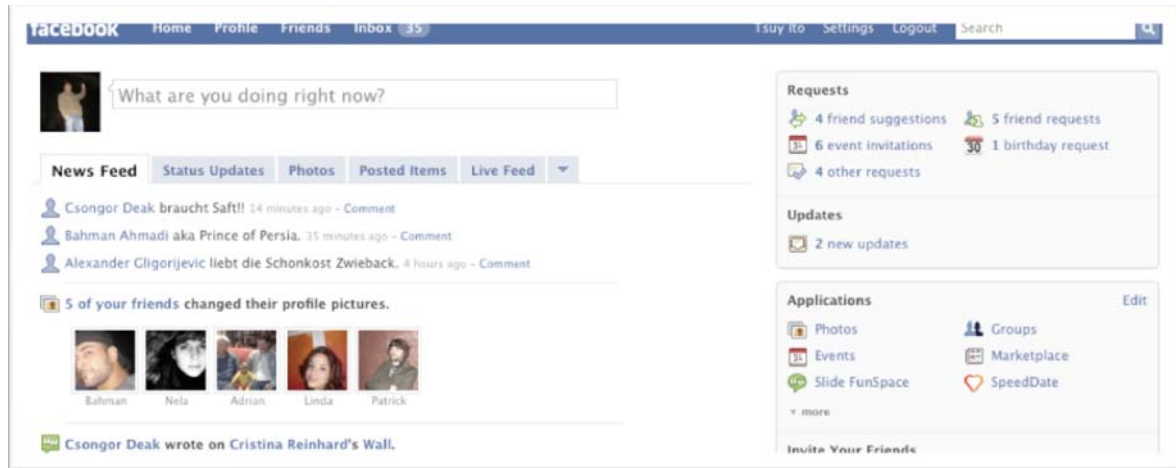 facebook Home Profile Friends Inbox 35 Tsuy Ito Settings Logout Search
What are you doing right now?
News Feed Status Updates Photos Posted Items Live Feed
Csongor Deak braucht Saft!! 14 minutes ago - Comment
Bahman Ahmadi aka Prince of Persia. 35 minutes ago - Comment
Alexander Gligorijevic liebt die Schonkost Zwieback. 4 hours ago - Comment
5 of your friends changed their profile pictures.
Bahman Nela Adrian Linda Patrick
Csongor Deak wrote on Cristina Reinhard's Wall.
Requests
4 friend suggestions 5 friend requests
31 6 event invitations 30 1 birthday request
4 other requests
Updates
2 new updates
Applications Edit
Photos Groups
31 Events Marketplace
Slide FunSpace SpeedDate
more
Invite Your Friends